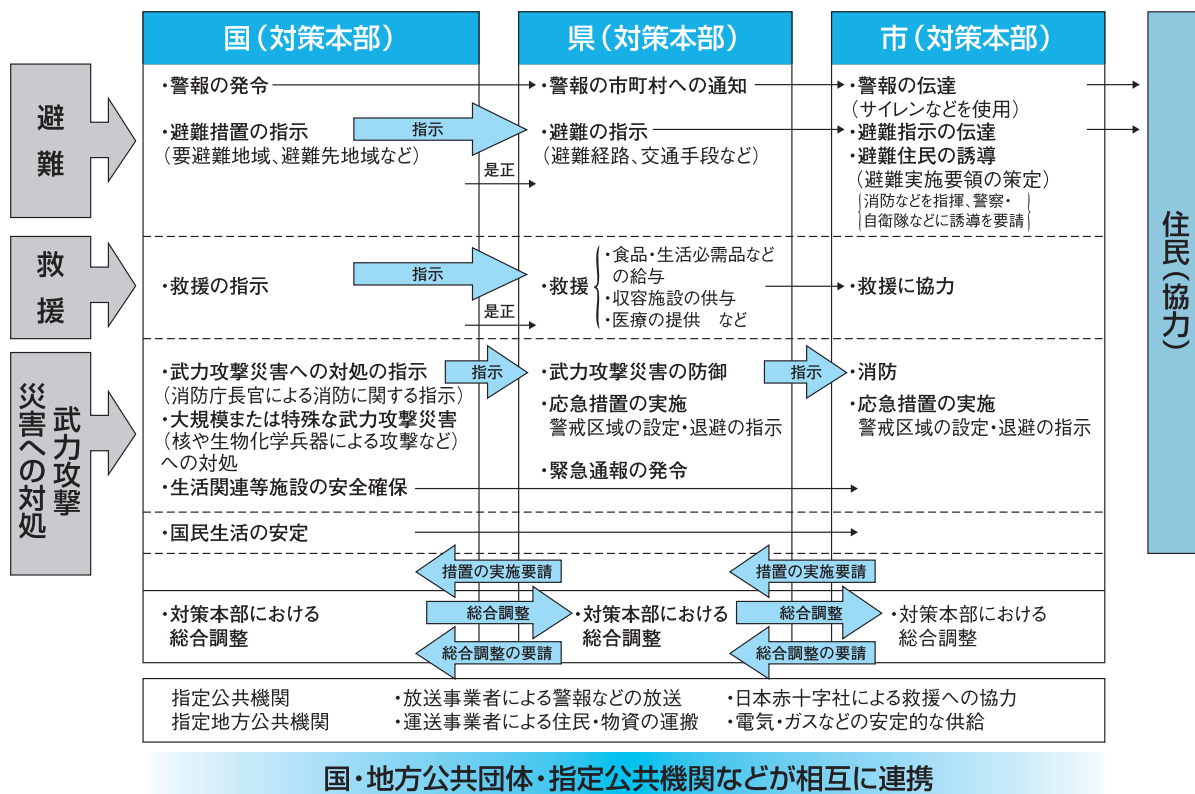 国（対策本部）
県（対策本部）
市（対策本部）
避難
・警報の発令
・警報の市町村への通知
・警報の伝達
（サイレンなどを使用）
・避難措置の指示
（要避難地域、避難先地域など）
指示
・避難の指示
（避難経路、交通手段など）
是正
・避難指示の伝達
・避難住民の誘導
（避難実施要領の策定）
消防などを指揮、警察・
自衛隊などに誘導を要請
救援
・救援の指示
指示
是正
・救援
・食品・生活必需品など
の給与
・収容施設の供与
・医療の提供　など
・救援に協力
武力攻撃
災害への対処
・武力攻撃災害への対処の指示
（消防庁長官による消防に関する指示）
・大規模または特殊な武力攻撃災害
（核や生物化学兵器による攻撃など）
への対処
・生活関連等施設の安全確保
指示
・武力攻撃災害の防御
・応急措置の実施
警戒区域の設定・退避の指示
・緊急通報の発令
指示
・消防
・応急措置の実施
警戒区域の設定・退避の指示
・国民生活の安定
措置の実施要請
措置の実施要請
・対策本部における
総合調整
総合調整
・対策本部における
総合調整
総合調整
・対策本部における
総合調整
総合調整の要請
総合調整の要請
住民（協力）
指定公共機関
・放送事業者による警報などの放送
・日本赤十字社による救援への協力
指定地方公共機関
・運送事業者による住民・物資の運搬
・電気・ガスなどの安定的な供給
国・地方公共団体・指定公共機関などが相互に連携